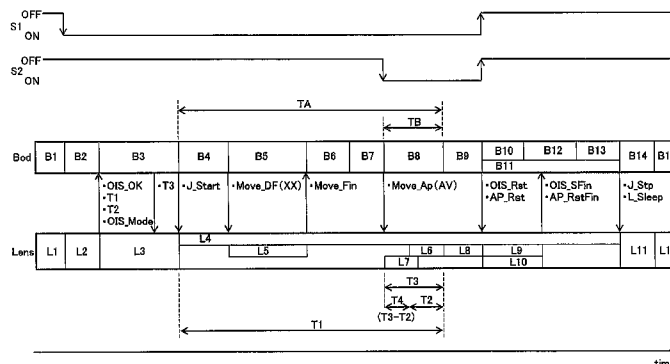 OFF
S1
ON
OFF
S2
ON
TA
TB
Bod B1 B2 B3 B4 B5 B6 B7 B8 B9 B10 B12 B13 B14 B1
B11
・OIS_OK
・T1
・T2
・OIS_Mode
・T3
・J_Start
・Move_DF(XX)
・Move_Fin
・Move_Ap(AV)
・OIS_Rst
・AP_Rst
・OIS_SFin
・AP_RstFin
・J_Stp
・L_Sleep
L4
Lens L1 L2 L3 L5 L6 L8 L9 L11 L1
L7 L10
T3
T4 T2
(T3-T2)
T1